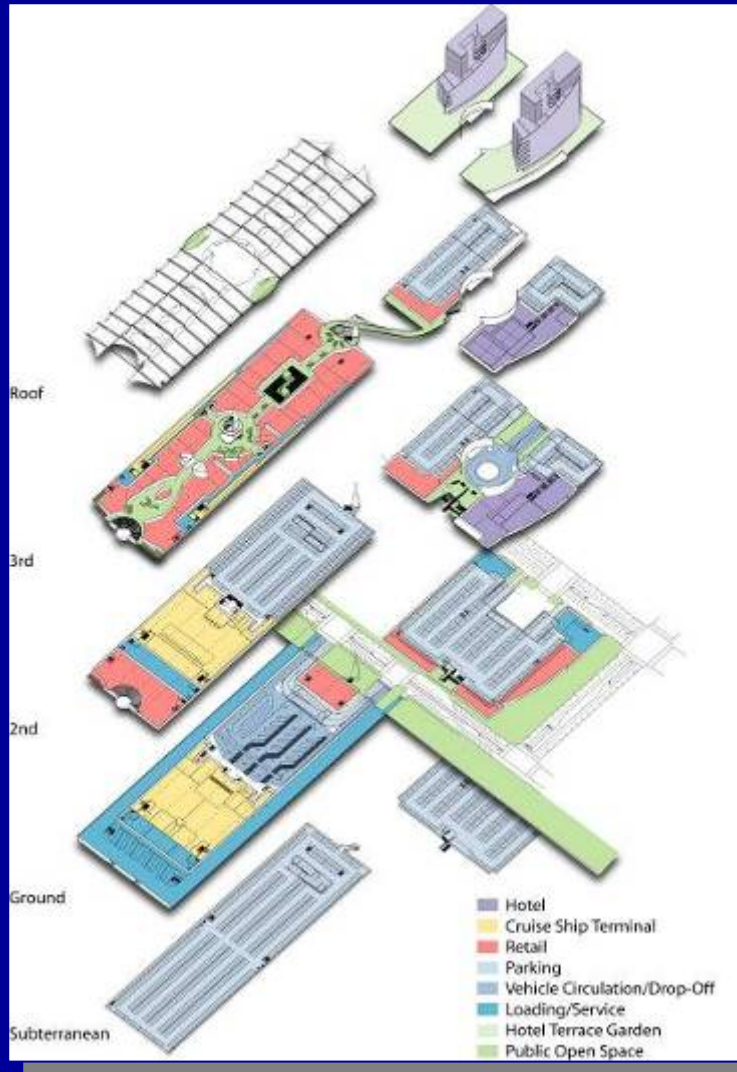 Roof
3rd
2nd
Ground
Subterranean
Hotel
Cruise Ship Terminal
Retail
Parking
Vehicle Circulation/Drop-Off
Loading/Service
Hotel Terrace Garden
Public Open Space